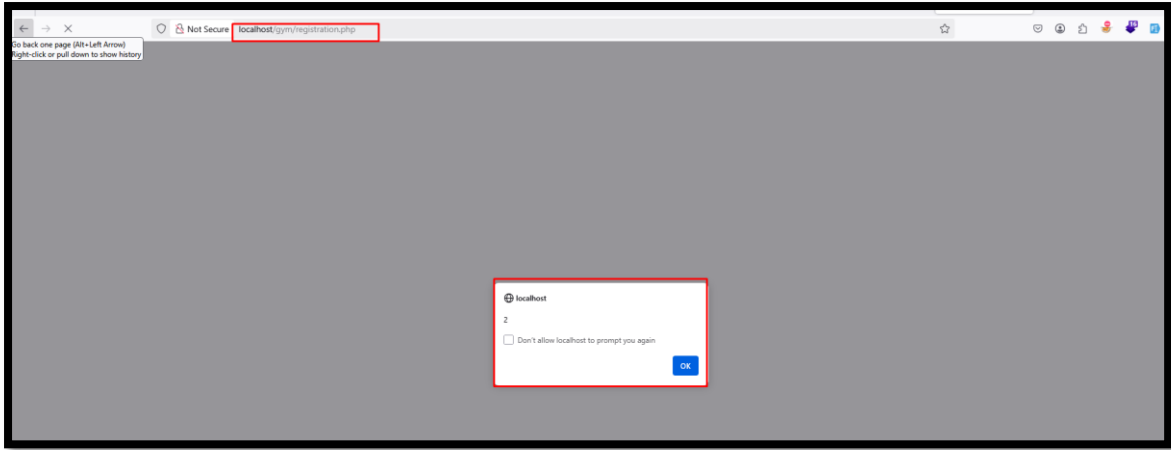 Not Secure localhost/gym/registration.php
Go back one page (Alt+Left Arrow)
Right-click or pull down to show history
localhost
2
Don't allow localhost to prompt you again
OK